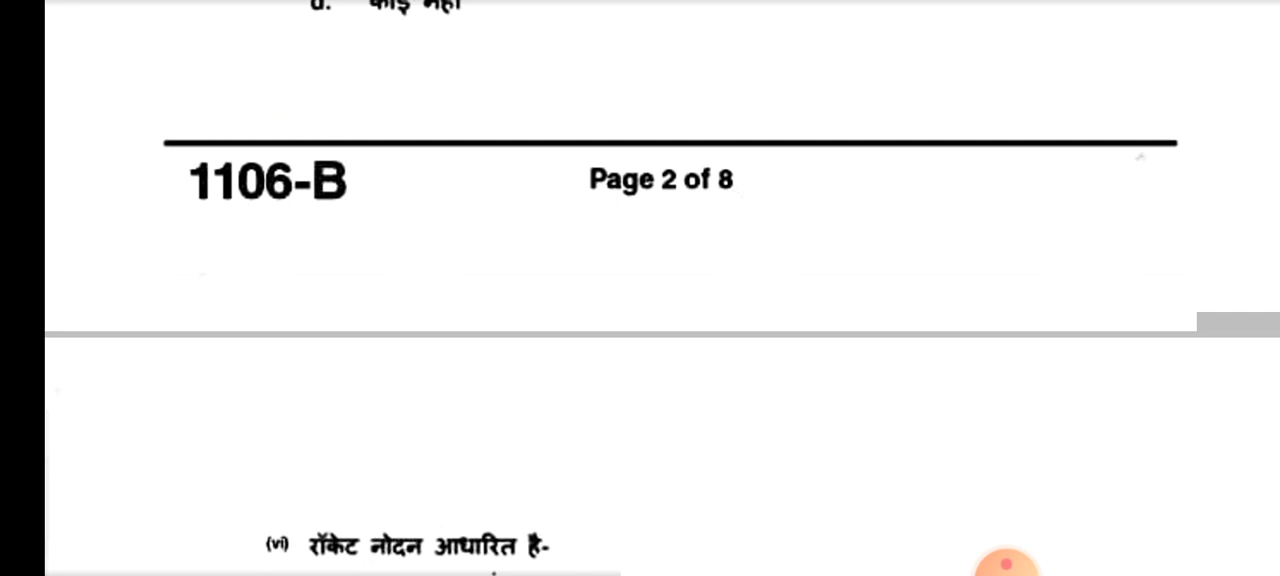 1106-B Page 2 of 8
(vi) रॉकेट नोदन आधारित है-